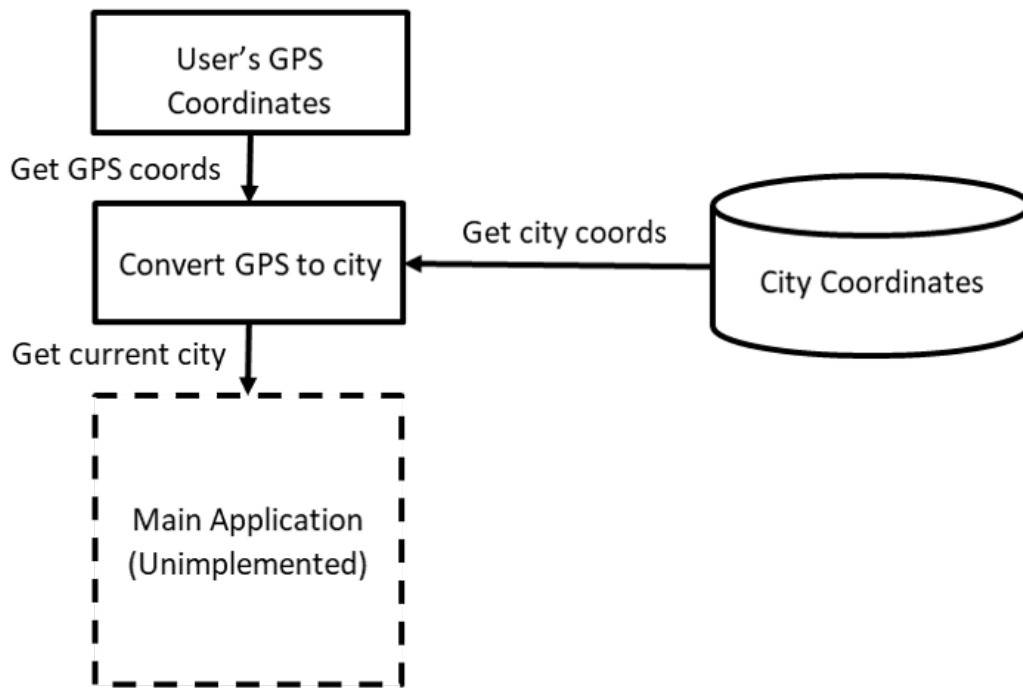 User’s GPS
Coordinates
Get GPS coords
Convert GPS to city
Get city coords
City Coordinates
Get current city
Main Application
(Unimplemented)